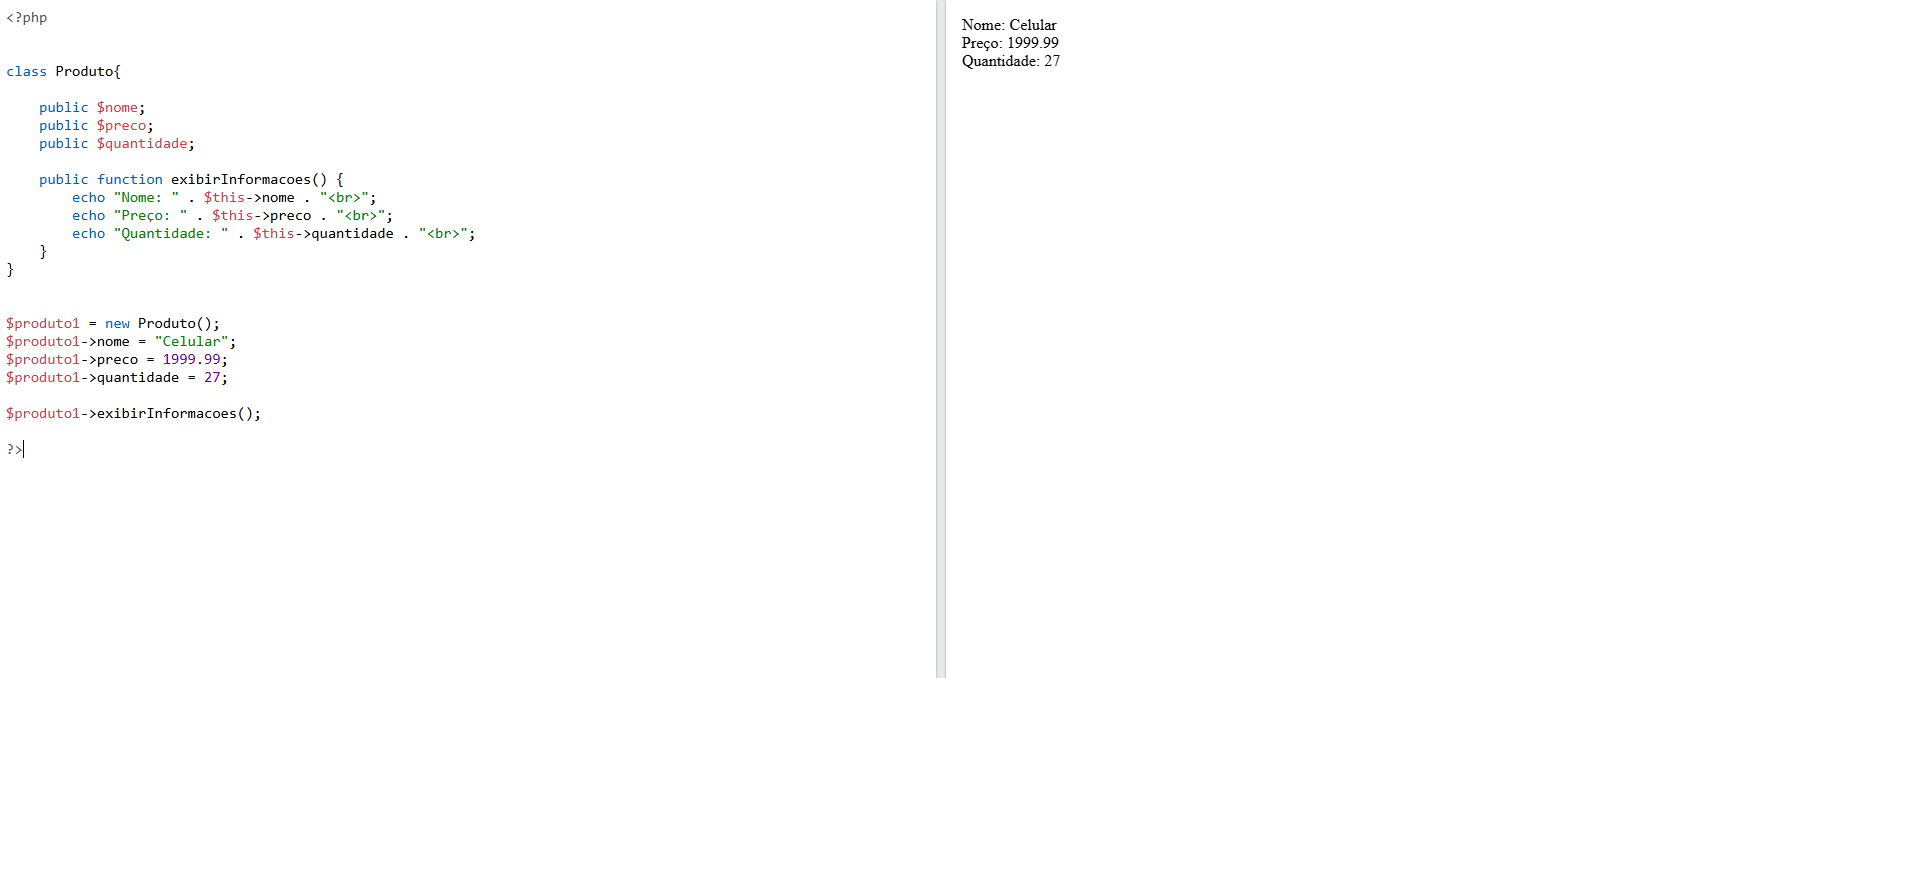 <?php
class Produto{
    public $nome;
    public $preco;
    public $quantidade;
    public function exibirInformacoes() {
        echo "Nome: " . $this->nome . "<br>";
        echo "Preço: " . $this->preco . "<br>";
        echo "Quantidade: " . $this->quantidade . "<br>";
    }
}
$produto1 = new Produto();
$produto1->nome = "Celular";
$produto1->preco = 1999.99;
$produto1->quantidade = 27;
$produto1->exibirInformacoes();
?>
Nome: Celular
Preço: 1999.99
Quantidade: 27